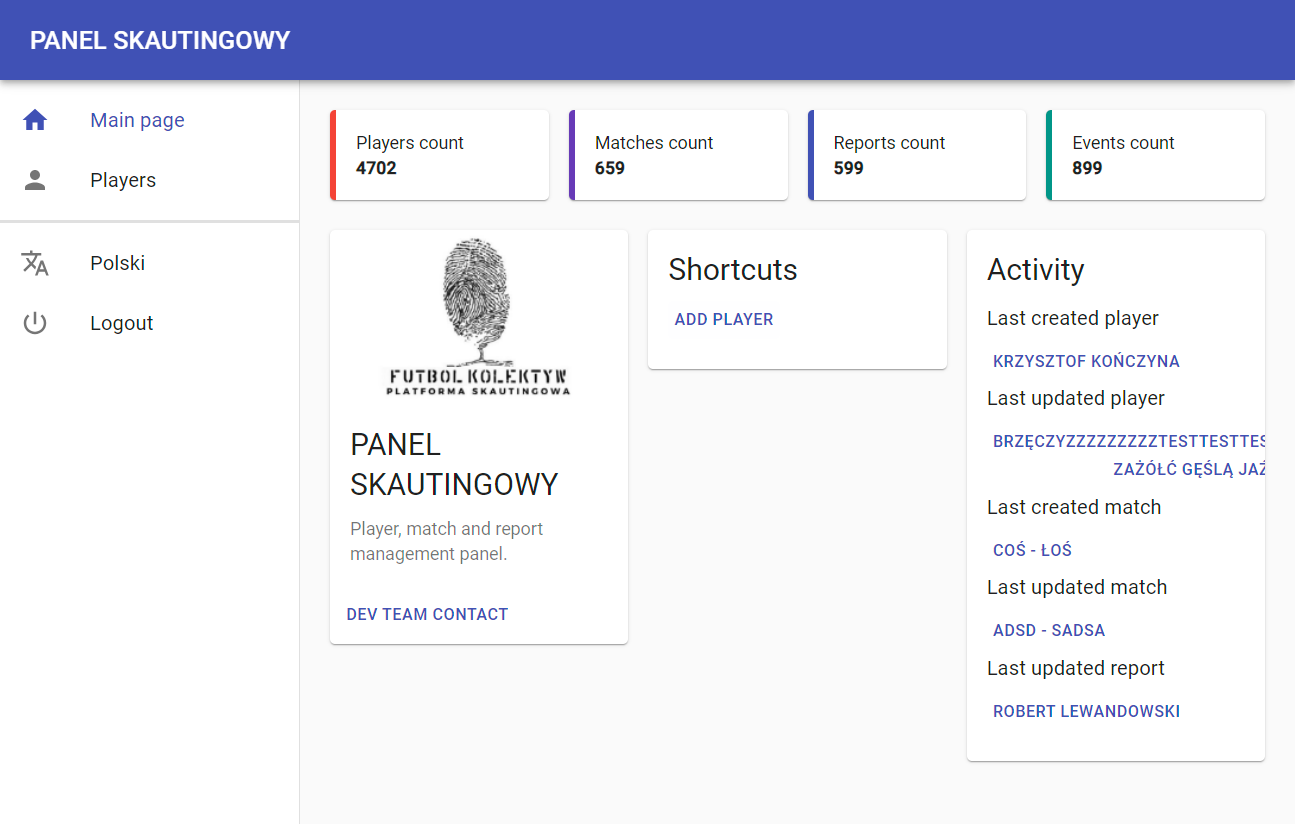 PANEL SKAUTINGOWY
Main page
Players
Polski
Logout
Players count
4702
Matches count
659
Reports count
599
Events count
899
FUTBOL KOLEKTYW
PLATFORMA SKAUTINGOWA
PANEL
SKAUTINGOWY
Player, match and report
management panel.
DEV TEAM CONTACT
Shortcuts
ADD PLAYER
Activity
Last created player
KRZYSZTOF KOŃCZYNA
Last updated player
BRZĘCZYZZZZZZZZZTESTTESTTES
ZAŻÓŁĆ GĘŚLĄ JAŹ
Last created match
COŚ - ŁOŚ
Last updated match
ADSD - SADSA
Last updated report
ROBERT LEWANDOWSKI